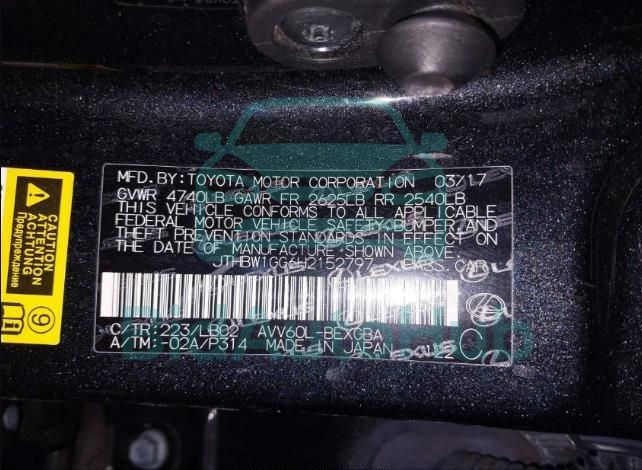 MFD. BY: TOYOTA MOTOR CORPORATION 03/17
GVWR 4740LB GAWR FR 2625LB RR 2540LB
THIS VEHICLE CONFORMS TO ALL APPLICABLE
FEDERAL MOTOR VEHICLE SAFETY, BUMPER, AND
THEFT PREVENTION STANDARDS IN EFFECT ON
THE DATE OF MANUFACTURE SHOWN ABOVE.
PASS. CAR
C/TR: 223/LB02 AVV60L-BEXGBA
A/TM: -02A/P314 MADE IN JAPAN
C
ACHTUNG
ATTENTION
CAUTION
9